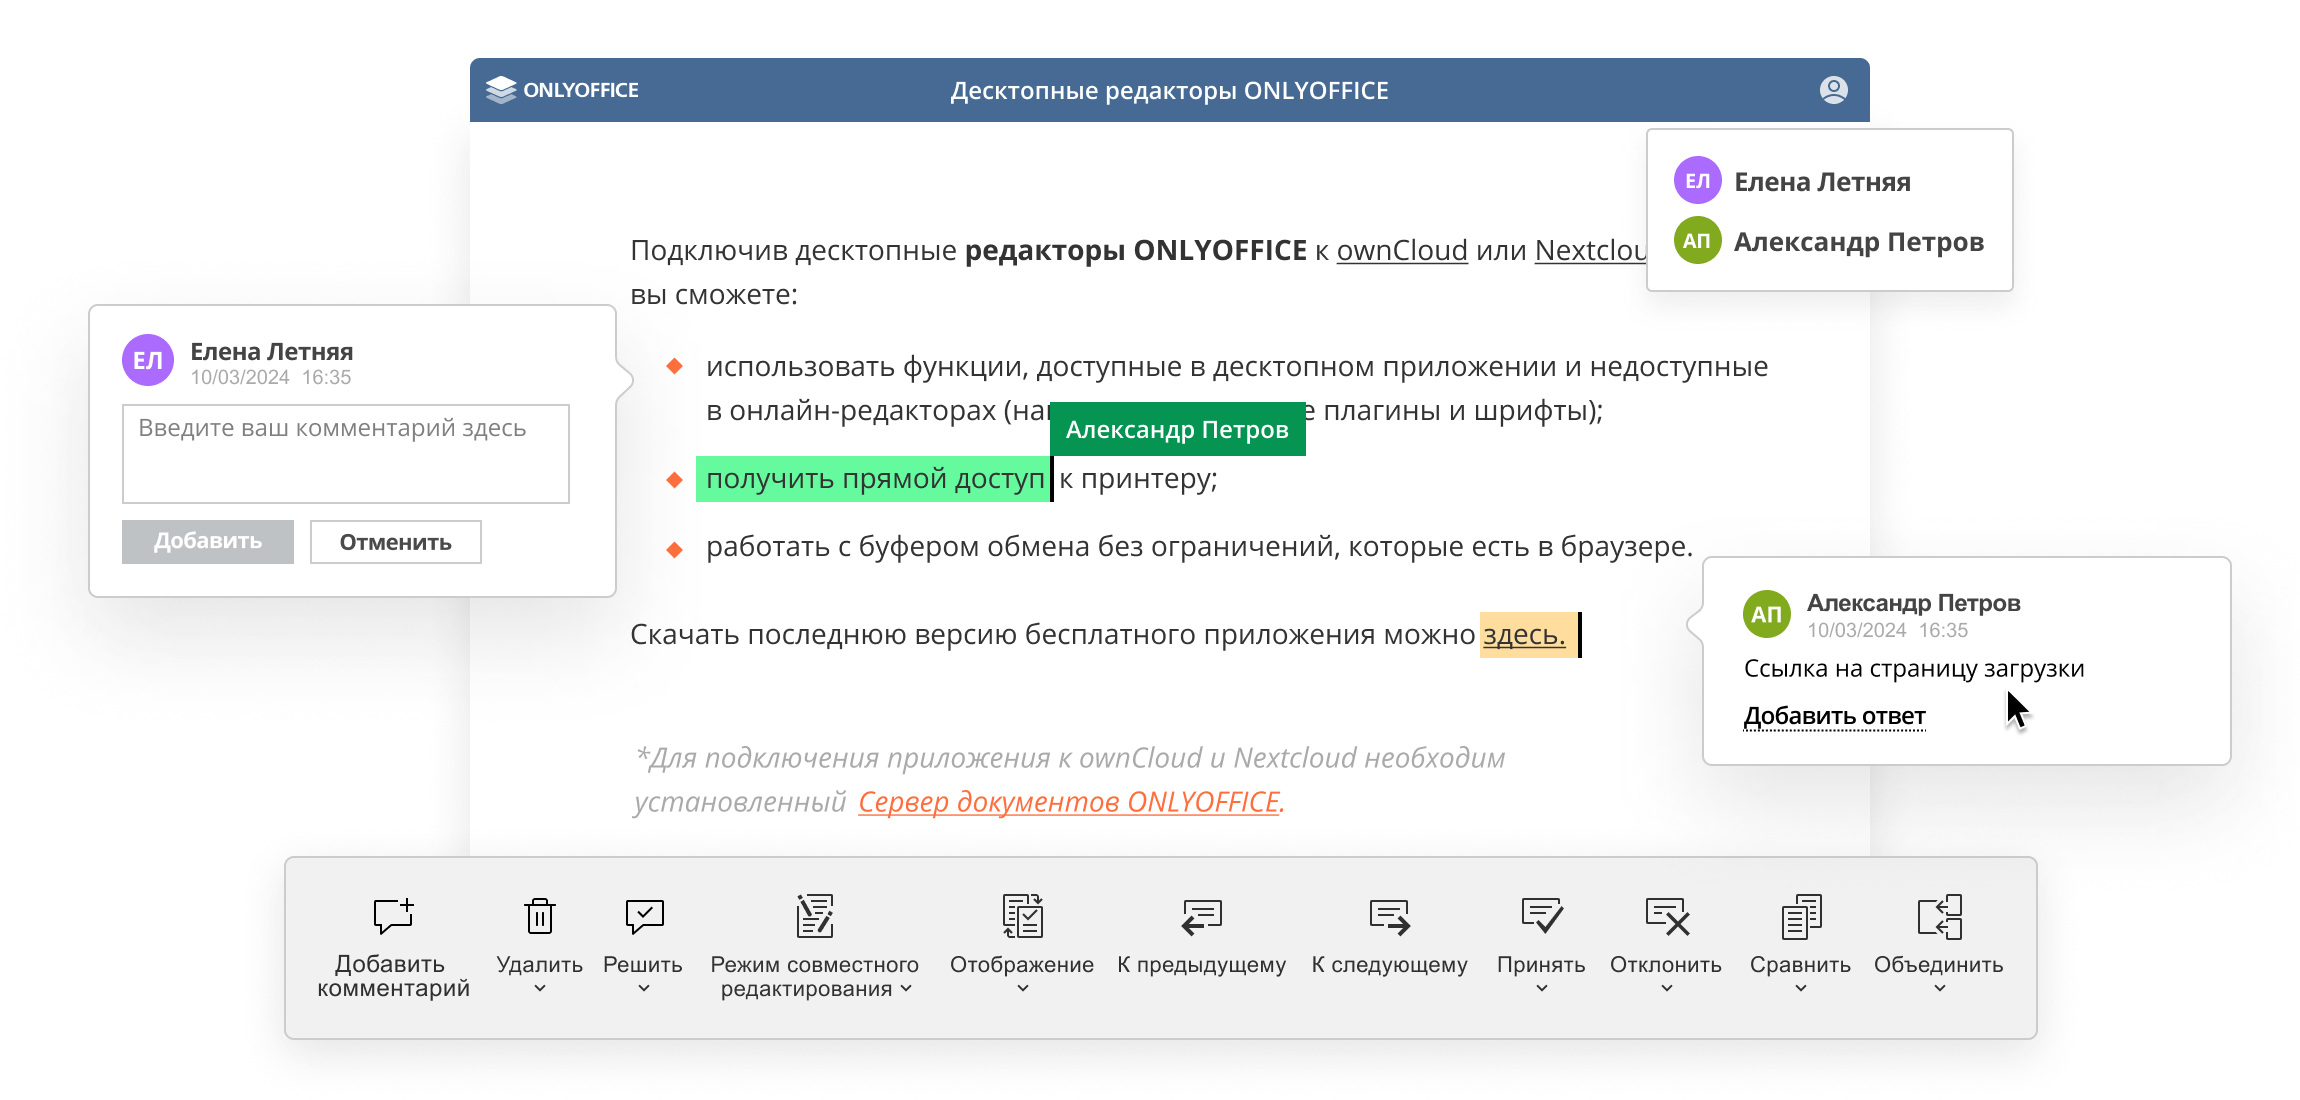 ONLYOFFICE
Десктопные редакторы ONLYOFFICE
ЕЛ Елена Летняя
АП Александр Петров
Подключив десктопные редакторы ONLYOFFICE к ownCloud или
вы сможете:
ЕЛ Елена Летняя
10/03/2024 16:35
Введите ваш комментарий здесь
Добавить Отменить
использовать функции, доступные в десктопном приложении и недоступные
в онлайн-редакторах плагины и шрифты);
Александр Петров
получить прямой доступ к принтеру;
работать с буфером обмена без ограничений, которые есть в браузере.
Скачать последнюю версию бесплатного приложения можно здесь.
АП Александр Петров
10/03/2024 16:35
Ссылка на страницу загрузки
Добавить ответ
*Для подключения приложения к ownCloud и Nextcloud необходим
установленный Сервер документов ONLYOFFICE.
Добавить
комментарий
Удалить
Решить
Режим совместного
редактирования
Отображение
К предыдущему
К следующему
Принять
Отклонить
Сравнить
Объединить